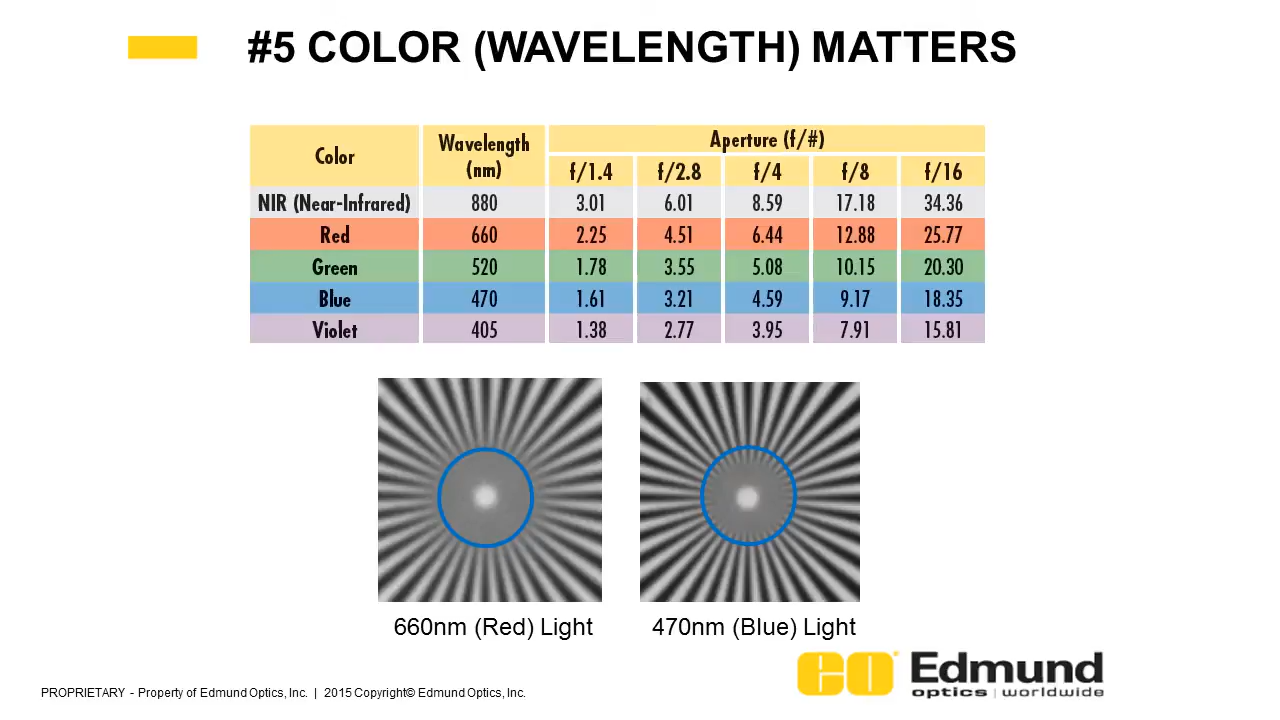 #5 COLOR (WAVELENGTH) MATTERS
Color Wavelength (nm) Aperture (f/#)
f/1.4 f/2.8 f/4 f/8 f/16
NIR (Near-Infrared) 880 3.01 6.01 8.59 17.18 34.36
Red 660 2.25 4.51 6.44 12.88 25.77
Green 520 1.78 3.55 5.08 10.15 20.30
Blue 470 1.61 3.21 4.59 9.17 18.35
Violet 405 1.38 2.77 3.95 7.91 15.81
660nm (Red) Light 470nm (Blue) Light
EO® Edmund
optics | worldwide
PROPRIETARY - Property of Edmund Optics, Inc. | 2015 Copyright© Edmund Optics, Inc.